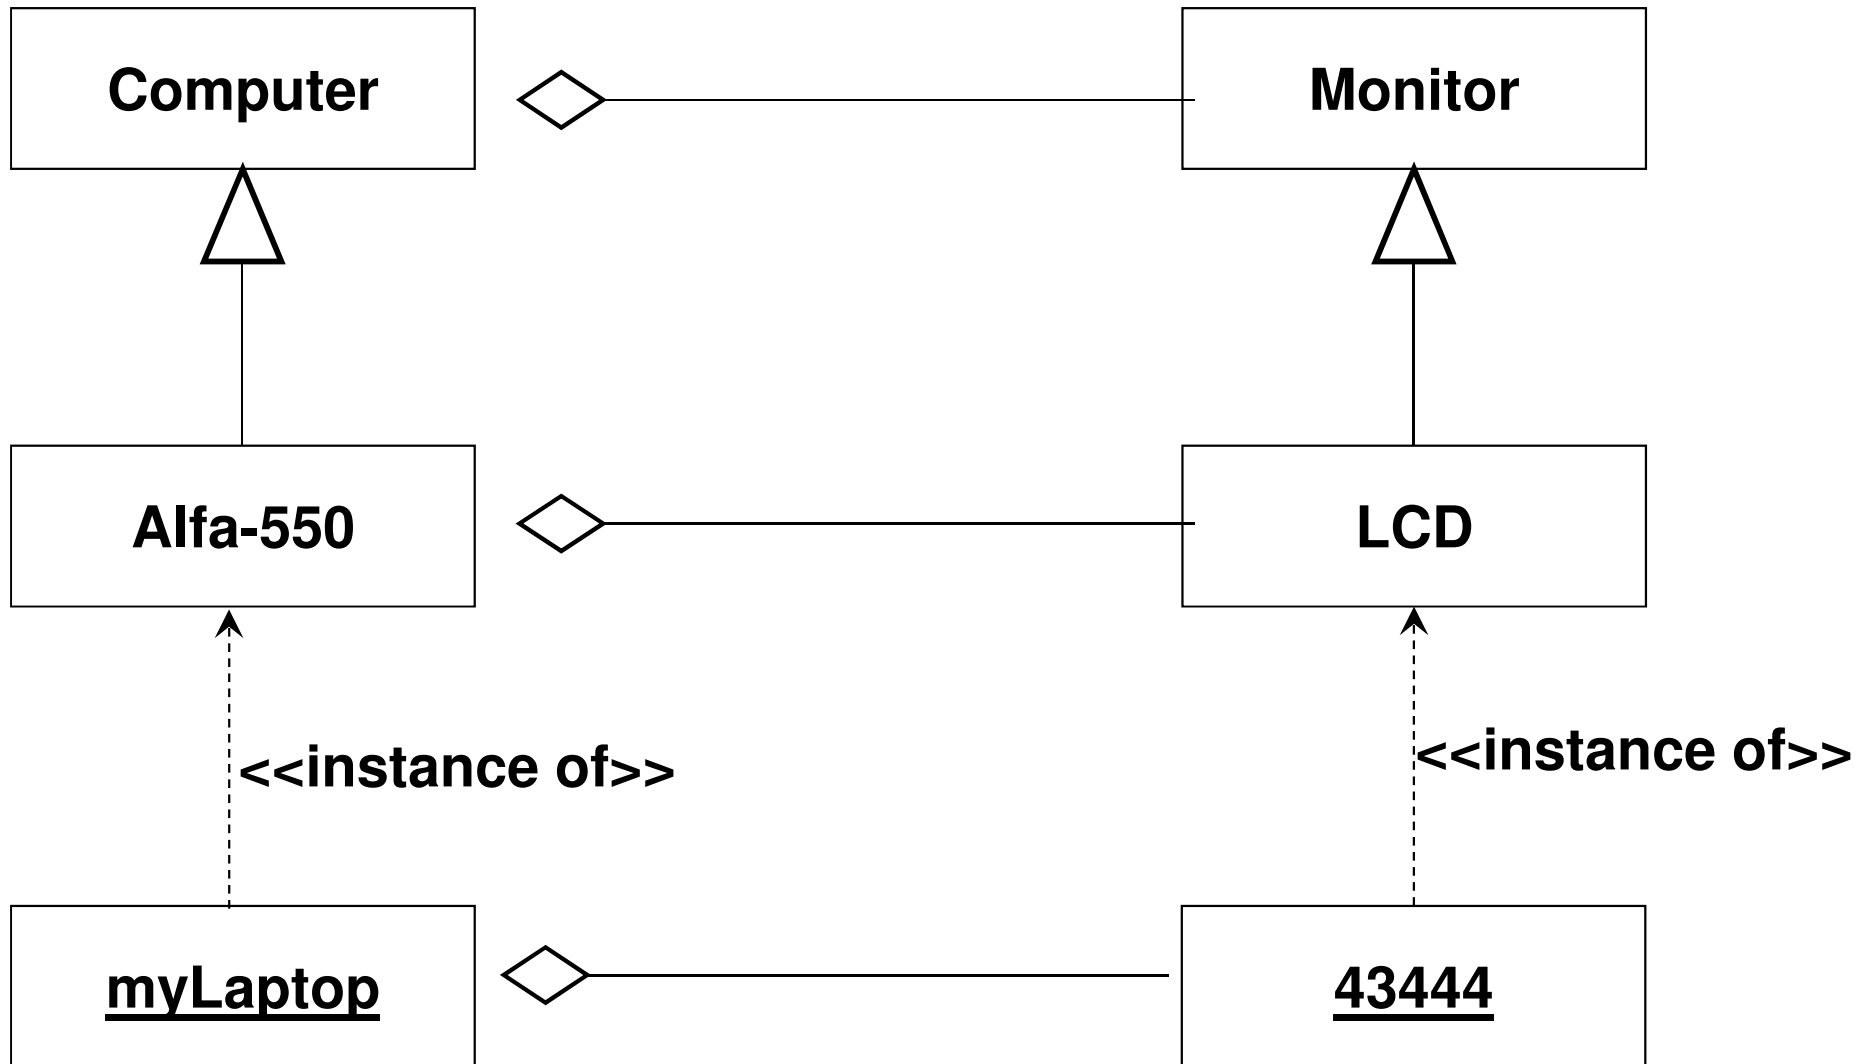 Computer
Monitor
Alfa-550
LCD
<<instance of>>
<<instance of>>
myLaptop
43444